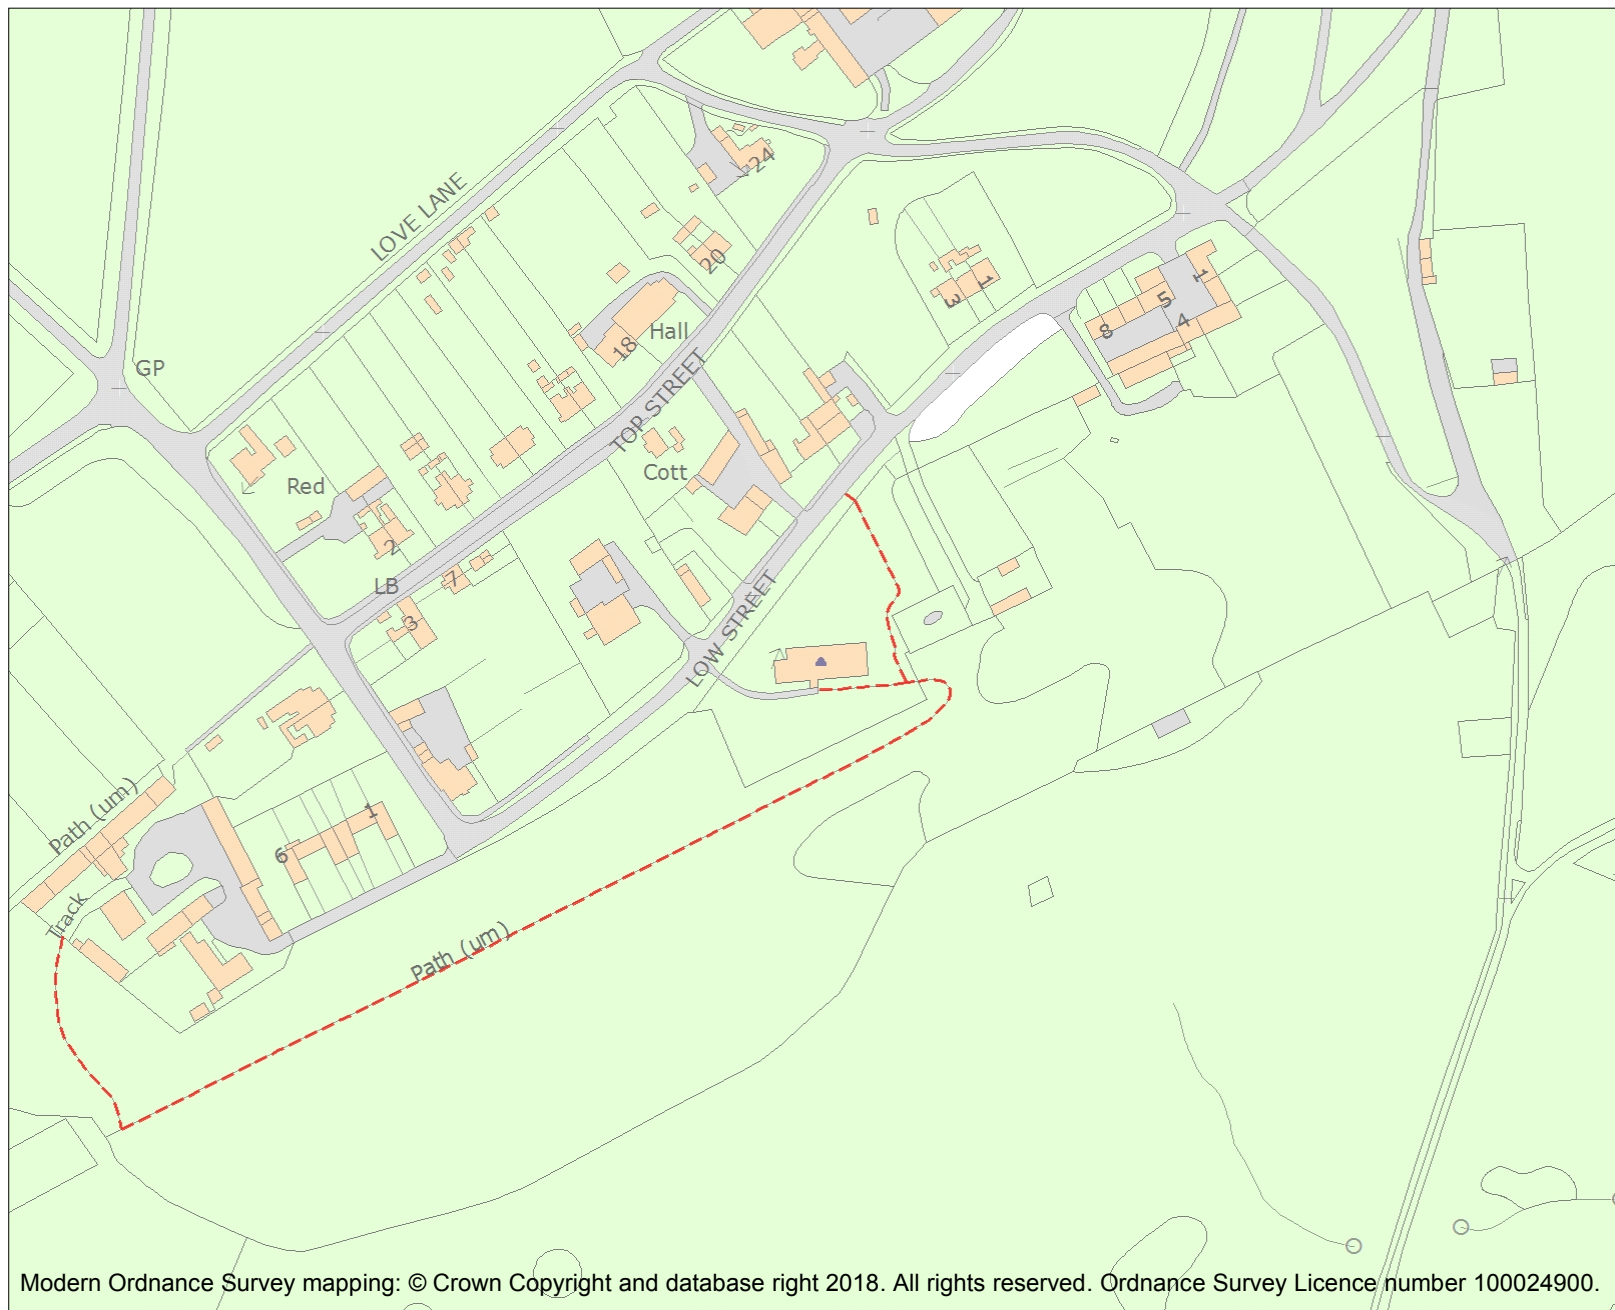 24
LOVE LANE
20
1
3
1
5
4
8
Hall
18
GP
TOP STREET
Cott
Red
2
LB
7
3
LOW STREET
Path (um)
1
6
Track
Path (um)
Modern Ordnance Survey mapping: © Crown Copyright and database right 2018. All rights reserved. Ordnance Survey Licence number 100024900.